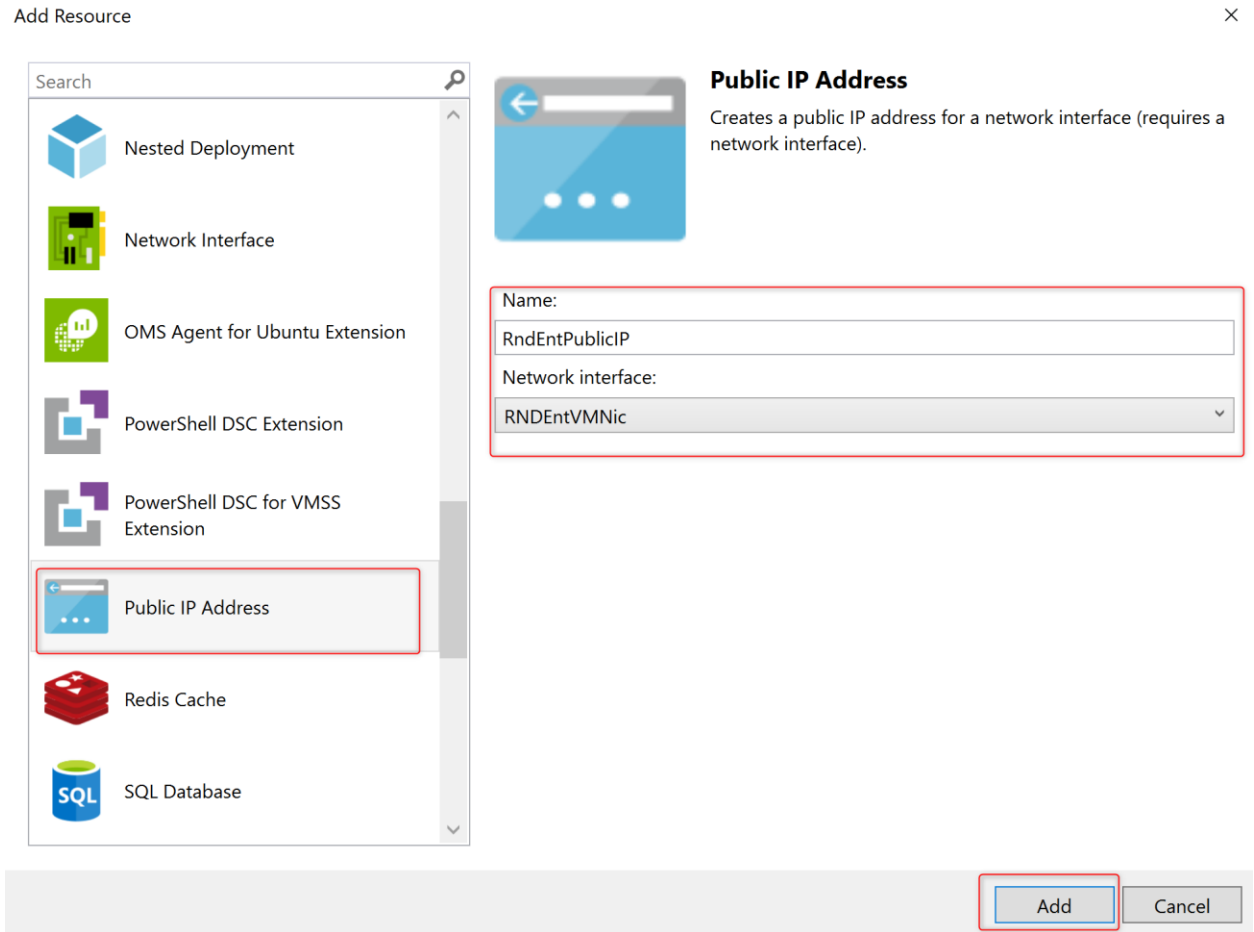 Add Resource
Search
Nested Deployment
Network Interface
OMS Agent for Ubuntu Extension
PowerShell DSC Extension
PowerShell DSC for VMSS
Extension
Public IP Address
Redis Cache
SQL
SQL Database
Public IP Address
Creates a public IP address for a network interface (requires a
network interface).
Name:
RndEntPublicIP
Network interface:
RNDEntVMNic
Add
Cancel